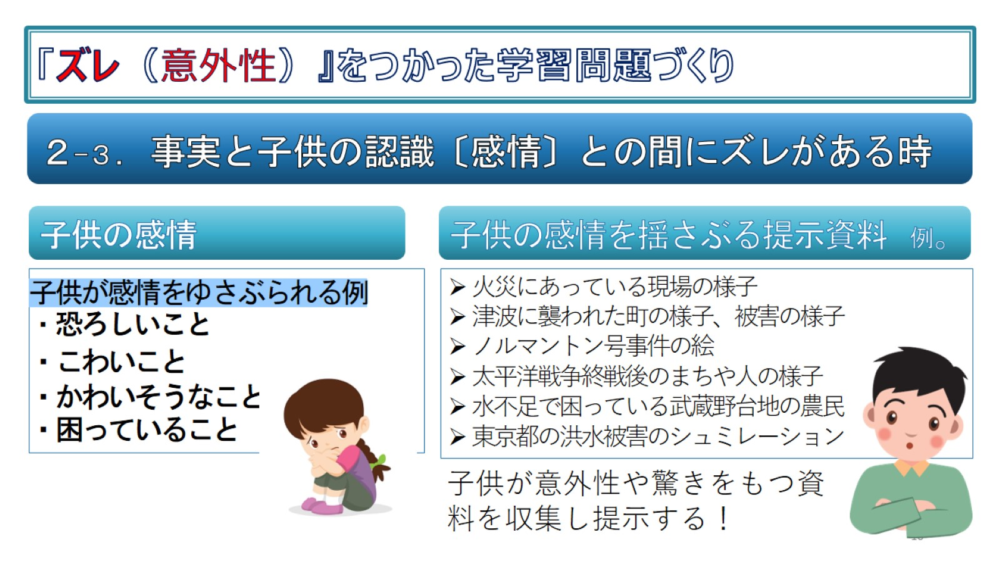 『ズレ（意外性）』をつかった学習問題づくり
２−３． 事実と子供の認識〔感情〕との間にズレがある時
子供の感情
子供が感情をゆさぶられる例
・恐ろしいこと
・こわいこと
・かわいそうなこと
・困っていること
子供の感情を揺さぶる提示資料 例。
➢ 火災にあっている現場の様子
➢ 津波に襲われた町の様子、被害の様子
➢ ノルマントン号事件の絵
➢ 太平洋戦争終戦後のまちや人の様子
➢ 水不足で困っている武蔵野台地の農民
➢ 東京都の洪水被害のシュミレーション
子供が意外性や驚きをもつ資
料を収集し提示する！